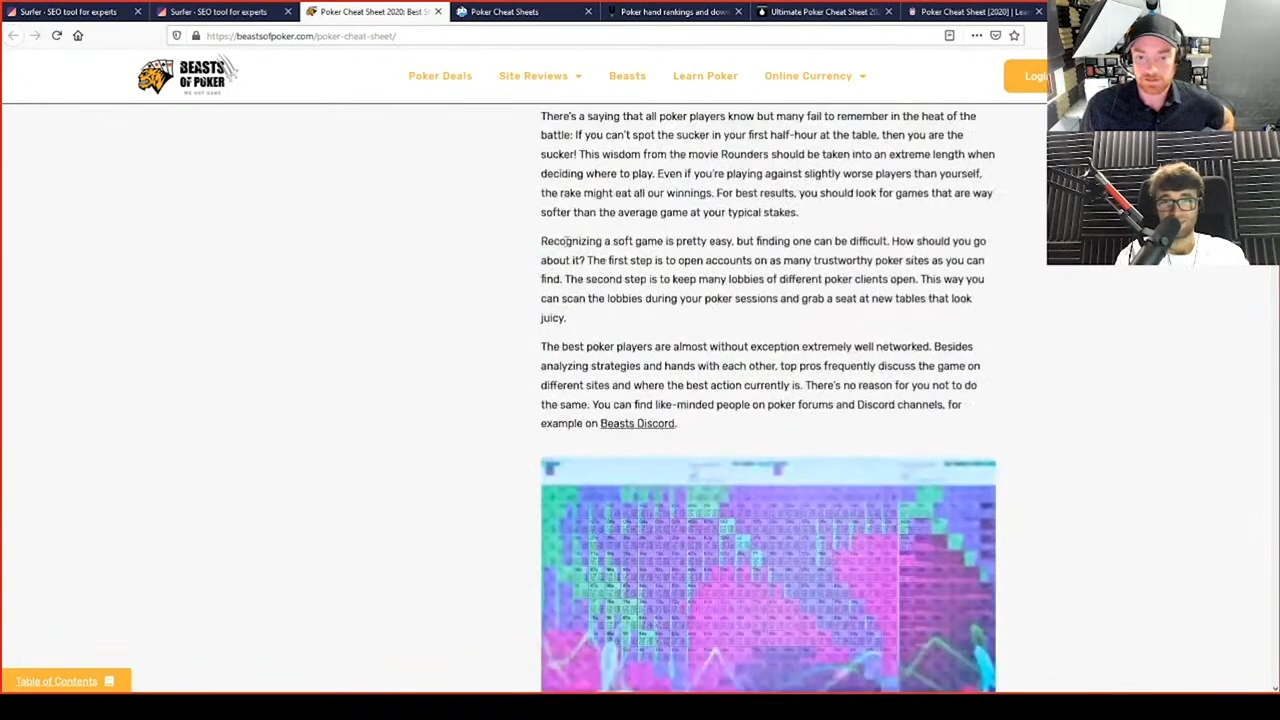 Surfer - SEO tool for experts
Surfer - SEO tool for experts
Poker Cheat Sheet 2020: Best S
Poker Cheat Sheets
Poker hand rankings and down
Ultimate Poker Cheat Sheet 202
Poker Cheat Sheet [2020] | Lea
https://beastsofpoker.com/poker-cheat-sheet/
BEASTS
OF POKER
WE GOT GAME
Poker Deals
Site Reviews
Beasts
Learn Poker
Online Currency
Login
There's a saying that all poker players know but many fail to remember in the heat of the
battle: If you can't spot the sucker in your first half-hour at the table, then you are the
sucker! This wisdom from the movie Rounders should be taken into an extreme length when
deciding where to play. Even if you're playing against slightly worse players than yourself,
the rake might eat all our winnings. For best results, you should look for games that are way
softer than the average game at your typical stakes.
Recognizing a soft game is pretty easy, but finding one can be difficult. How should you go
about it? The first step is to open accounts on as many trustworthy poker sites as you can
find. The second step is to keep many lobbies of different poker clients open. This way you
can scan the lobbies during your poker sessions and grab a seat at new tables that look
juicy.
The best poker players are almost without exception extremely well networked. Besides
analyzing strategies and hands with each other, top pros frequently discuss the game on
different sites and where the best action currently is. There's no reason for you not to do
the same. You can find like-minded people on poker forums and Discord channels, for
example on Beasts Discord.
Table of Contents